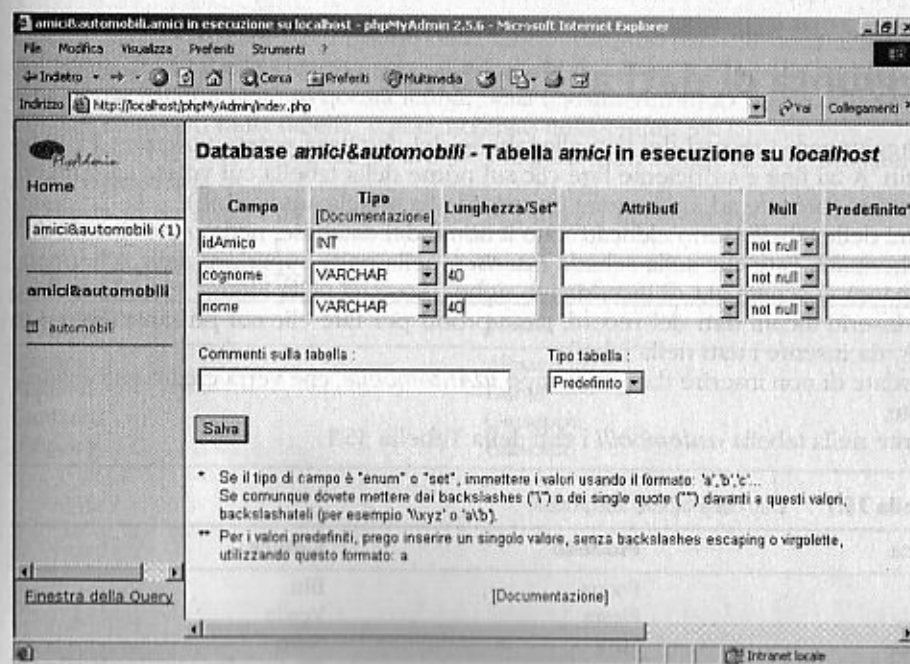 amici&automobili.amici in esecuzione su localhost - phpMyAdmin 2.5.6 - Microsoft Internet Explorer
File Modifica Visualizza Preferiti Strumenti ?
Indietro Cerca Preferiti Multimedia
Indirizzo http://localhost/phpMyAdmin/index.php Vai Collegamenti
Database amici&automobili - Tabella amici in esecuzione su localhost
Home
amici&automobili (1)
amici&automobili
automobili
Finestra della Query
Campo Tipo [Documentazione] Lunghezza/Set* Attributi Null Predefinito*
idAmico INT not null
cognome VARCHAR 40 not null
nome VARCHAR 40 not null
Commenti sulla tabella : Tipo tabella :
Predefinito
Salva
* Se il tipo di campo è "enum" o "set", immettere i valori usando il formato: 'a','b','c'...
Se comunque dovete mettere dei backslashes ("\") o dei single quote ("'") davanti a questi valori,
backslashateli (per esempio '\\xyz' o 'a\'b').
** Per i valori predefiniti, prego inserire un singolo valore, senza backslashes escaping o virgolette,
utilizzando questo formato: a
[Documentazione]
Intranet locale